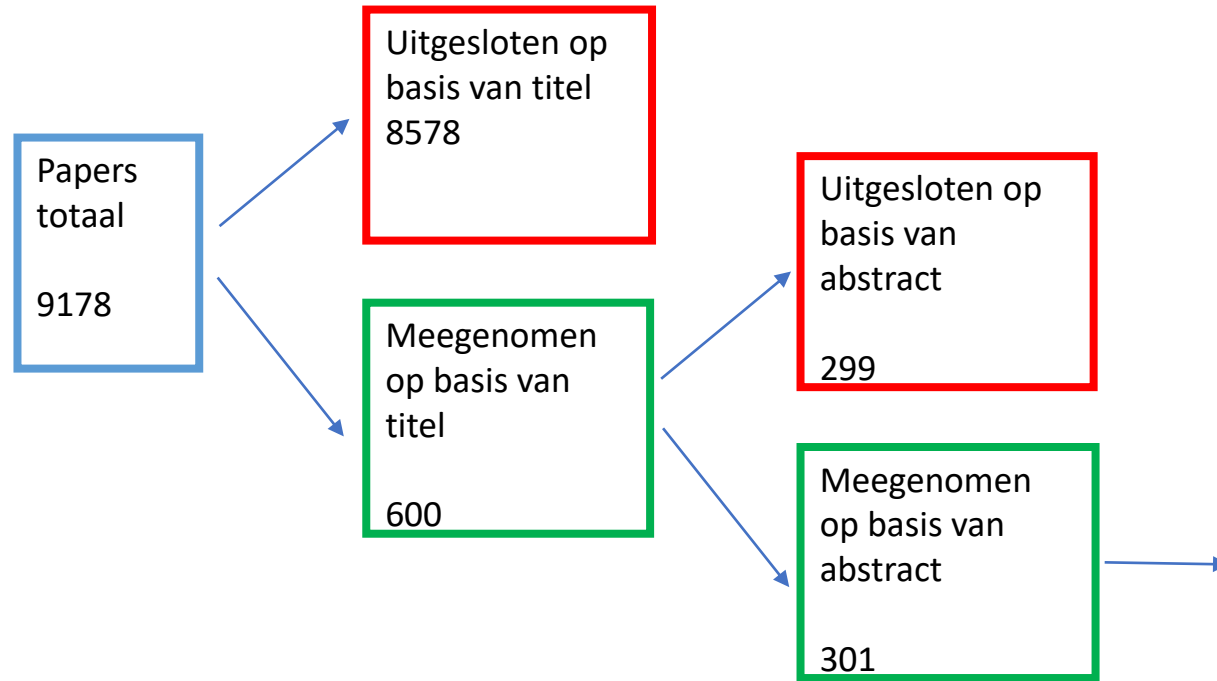 Papers
totaal
9178
Uitgesloten op
basis van titel
8578
Meegenomen
op basis van
titel
600
Uitgesloten op
basis van
abstract
299
Meegenomen
op basis van
abstract
301